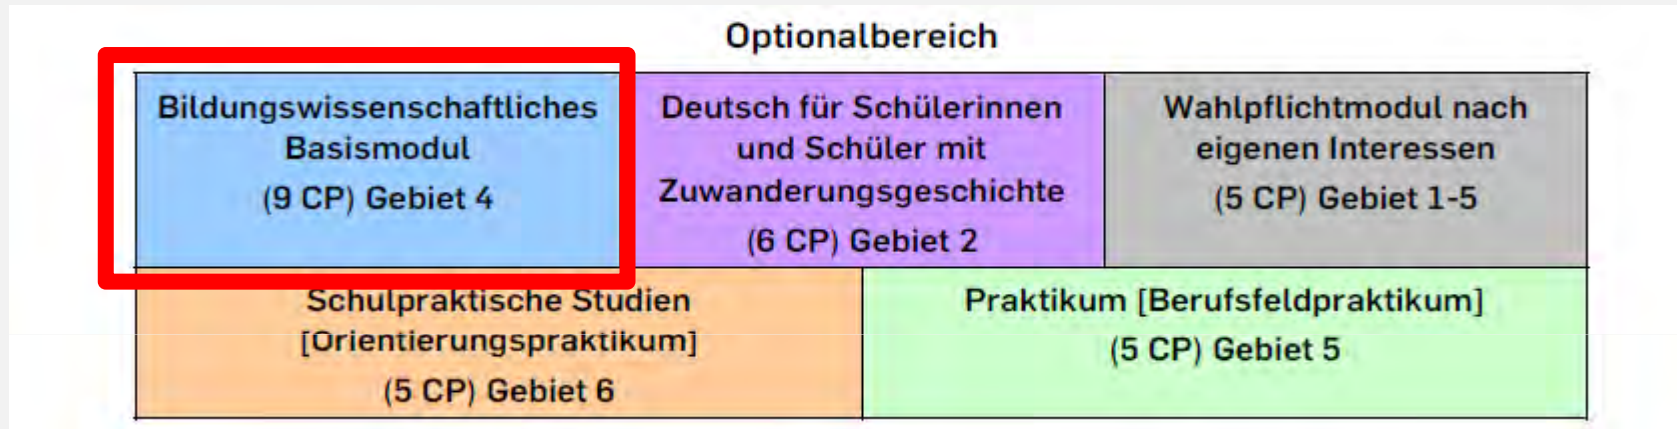 Optionalbereich
Bildungswissenschaftliches
Basismodul
(9 CP) Gebiet 4
Deutsch für Schülerinnen
und Schüler mit
Zuwanderungsgeschichte
(6 CP) Gebiet 2
Wahlpflichtmodul nach
eigenen Interessen
(5 CP) Gebiet 1-5
Schulpraktische Studien
[Orientierungspraktikum]
(5 CP) Gebiet 6
Praktikum [Berufsfeldpraktikum]
(5 CP) Gebiet 5